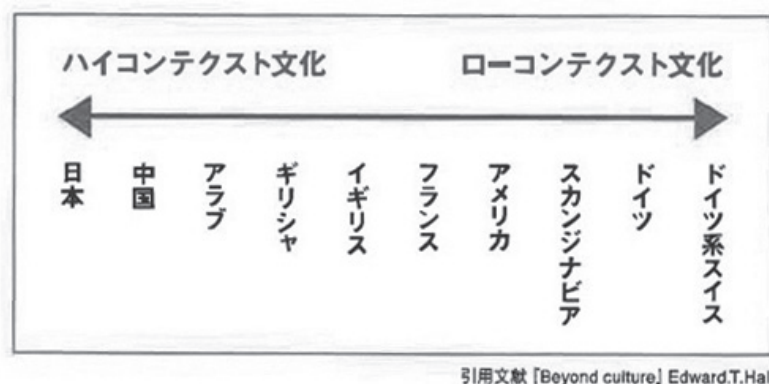 ハイコンテクスト文化 ローコンテクスト文化
日本
中国
アラブ
ギリシャ
イギリス
フランス
アメリカ
スカンジナビア
ドイツ
ドイツ系スイス
引用文献 [Beyond culture] Edward.T.Hal